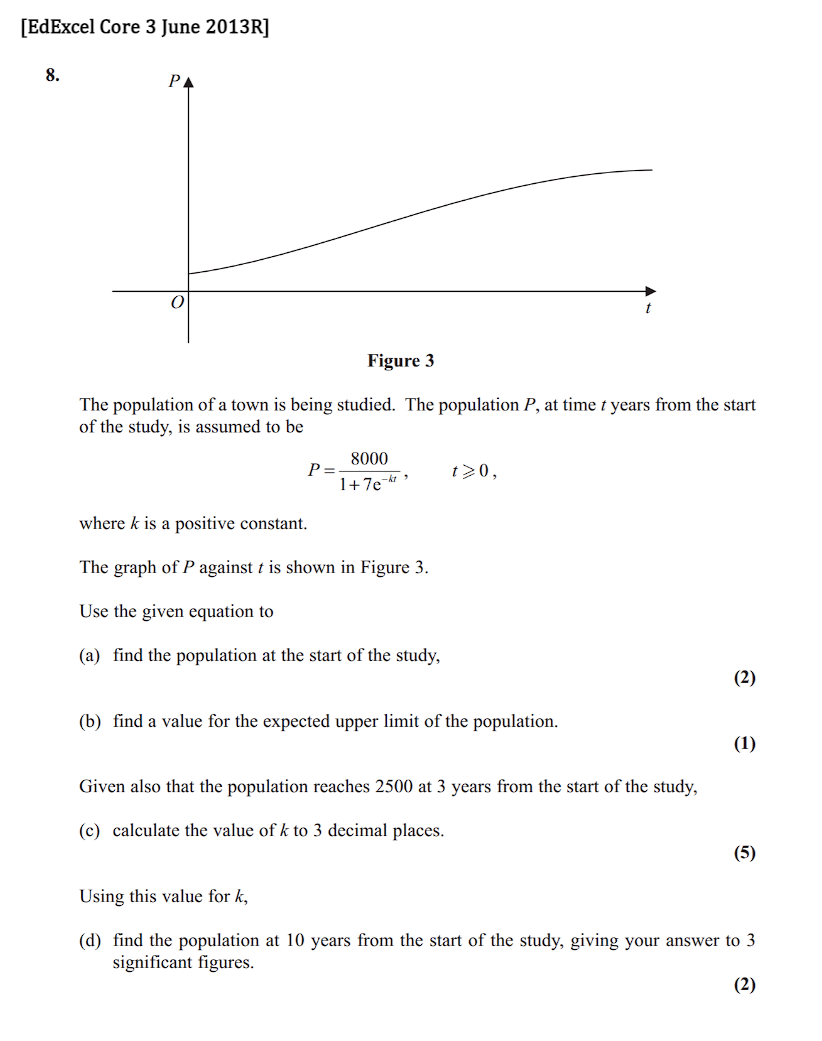 [EdExcel Core 3 June 2013R]
8.
P
O
t
Figure 3
The population of a town is being studied. The population P, at time t years from the start
of the study, is assumed to be
P = 8000 / (1 + 7e^{-kt}), t ⩾ 0,
where k is a positive constant.
The graph of P against t is shown in Figure 3.
Use the given equation to
(a) find the population at the start of the study,
(2)
(b) find a value for the expected upper limit of the population.
(1)
Given also that the population reaches 2500 at 3 years from the start of the study,
(c) calculate the value of k to 3 decimal places.
(5)
Using this value for k,
(d) find the population at 10 years from the start of the study, giving your answer to 3
significant figures.
(2)